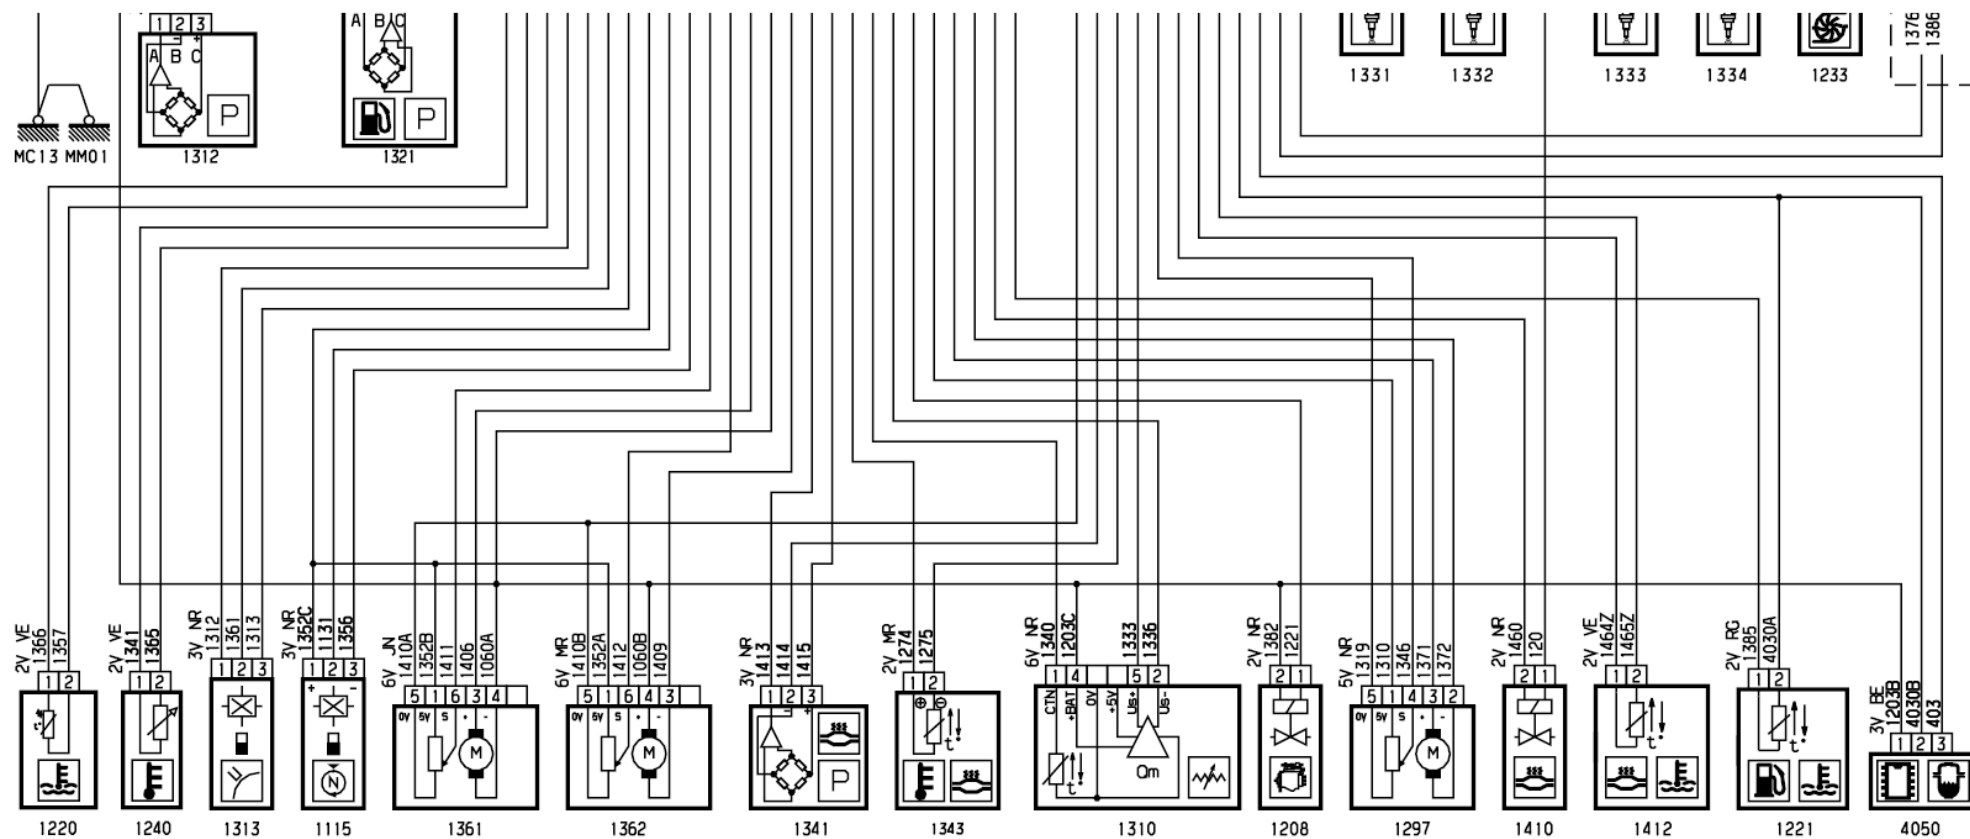 1 2 3
A B C
- +
P
1312
MC13 MM01
A B C
P
1321
1331
1332
1333
1334
1233
1376
1386
2V VE
1366
1357
1 2
1220
2V VE
1341
1365
1 2
1240
3V NR
1312
1361
1313
1 2 3
1313
3V NR
1352C
1131
1356
1 2 3
+ -
N
1115
6V JN
1410A
1352B
1411
1406
1060A
5 1 6 3 4
0V 5V S + -
M
1361
6V MR
1410B
1352A
1412
1060B
1409
5 1 6 4 3
0V 5V S + -
M
1362
3V NR
1413
1414
1415
1 2 3
- +
P
1341
2V MR
1274
1275
1 2
+ -
t°
1343
6V NR
1340
1203C
1333
1336
1 4 5 2
CTN
+BAT
0V
+5V
Us+
Us-
t°
Qm
1310
2V NR
1382
1221
2 1
1208
5V NR
1319
1310
1346
1371
1372
5 1 4 3 2
0V 5V S + -
M
1297
2V NR
1460
120
2 1
1410
2V VE
1464Z
1465Z
1 2
t°
1412
2V RG
1385
4030A
1 2
t°
1221
3V BE
1203B
4030B
403
1 2 3
4050